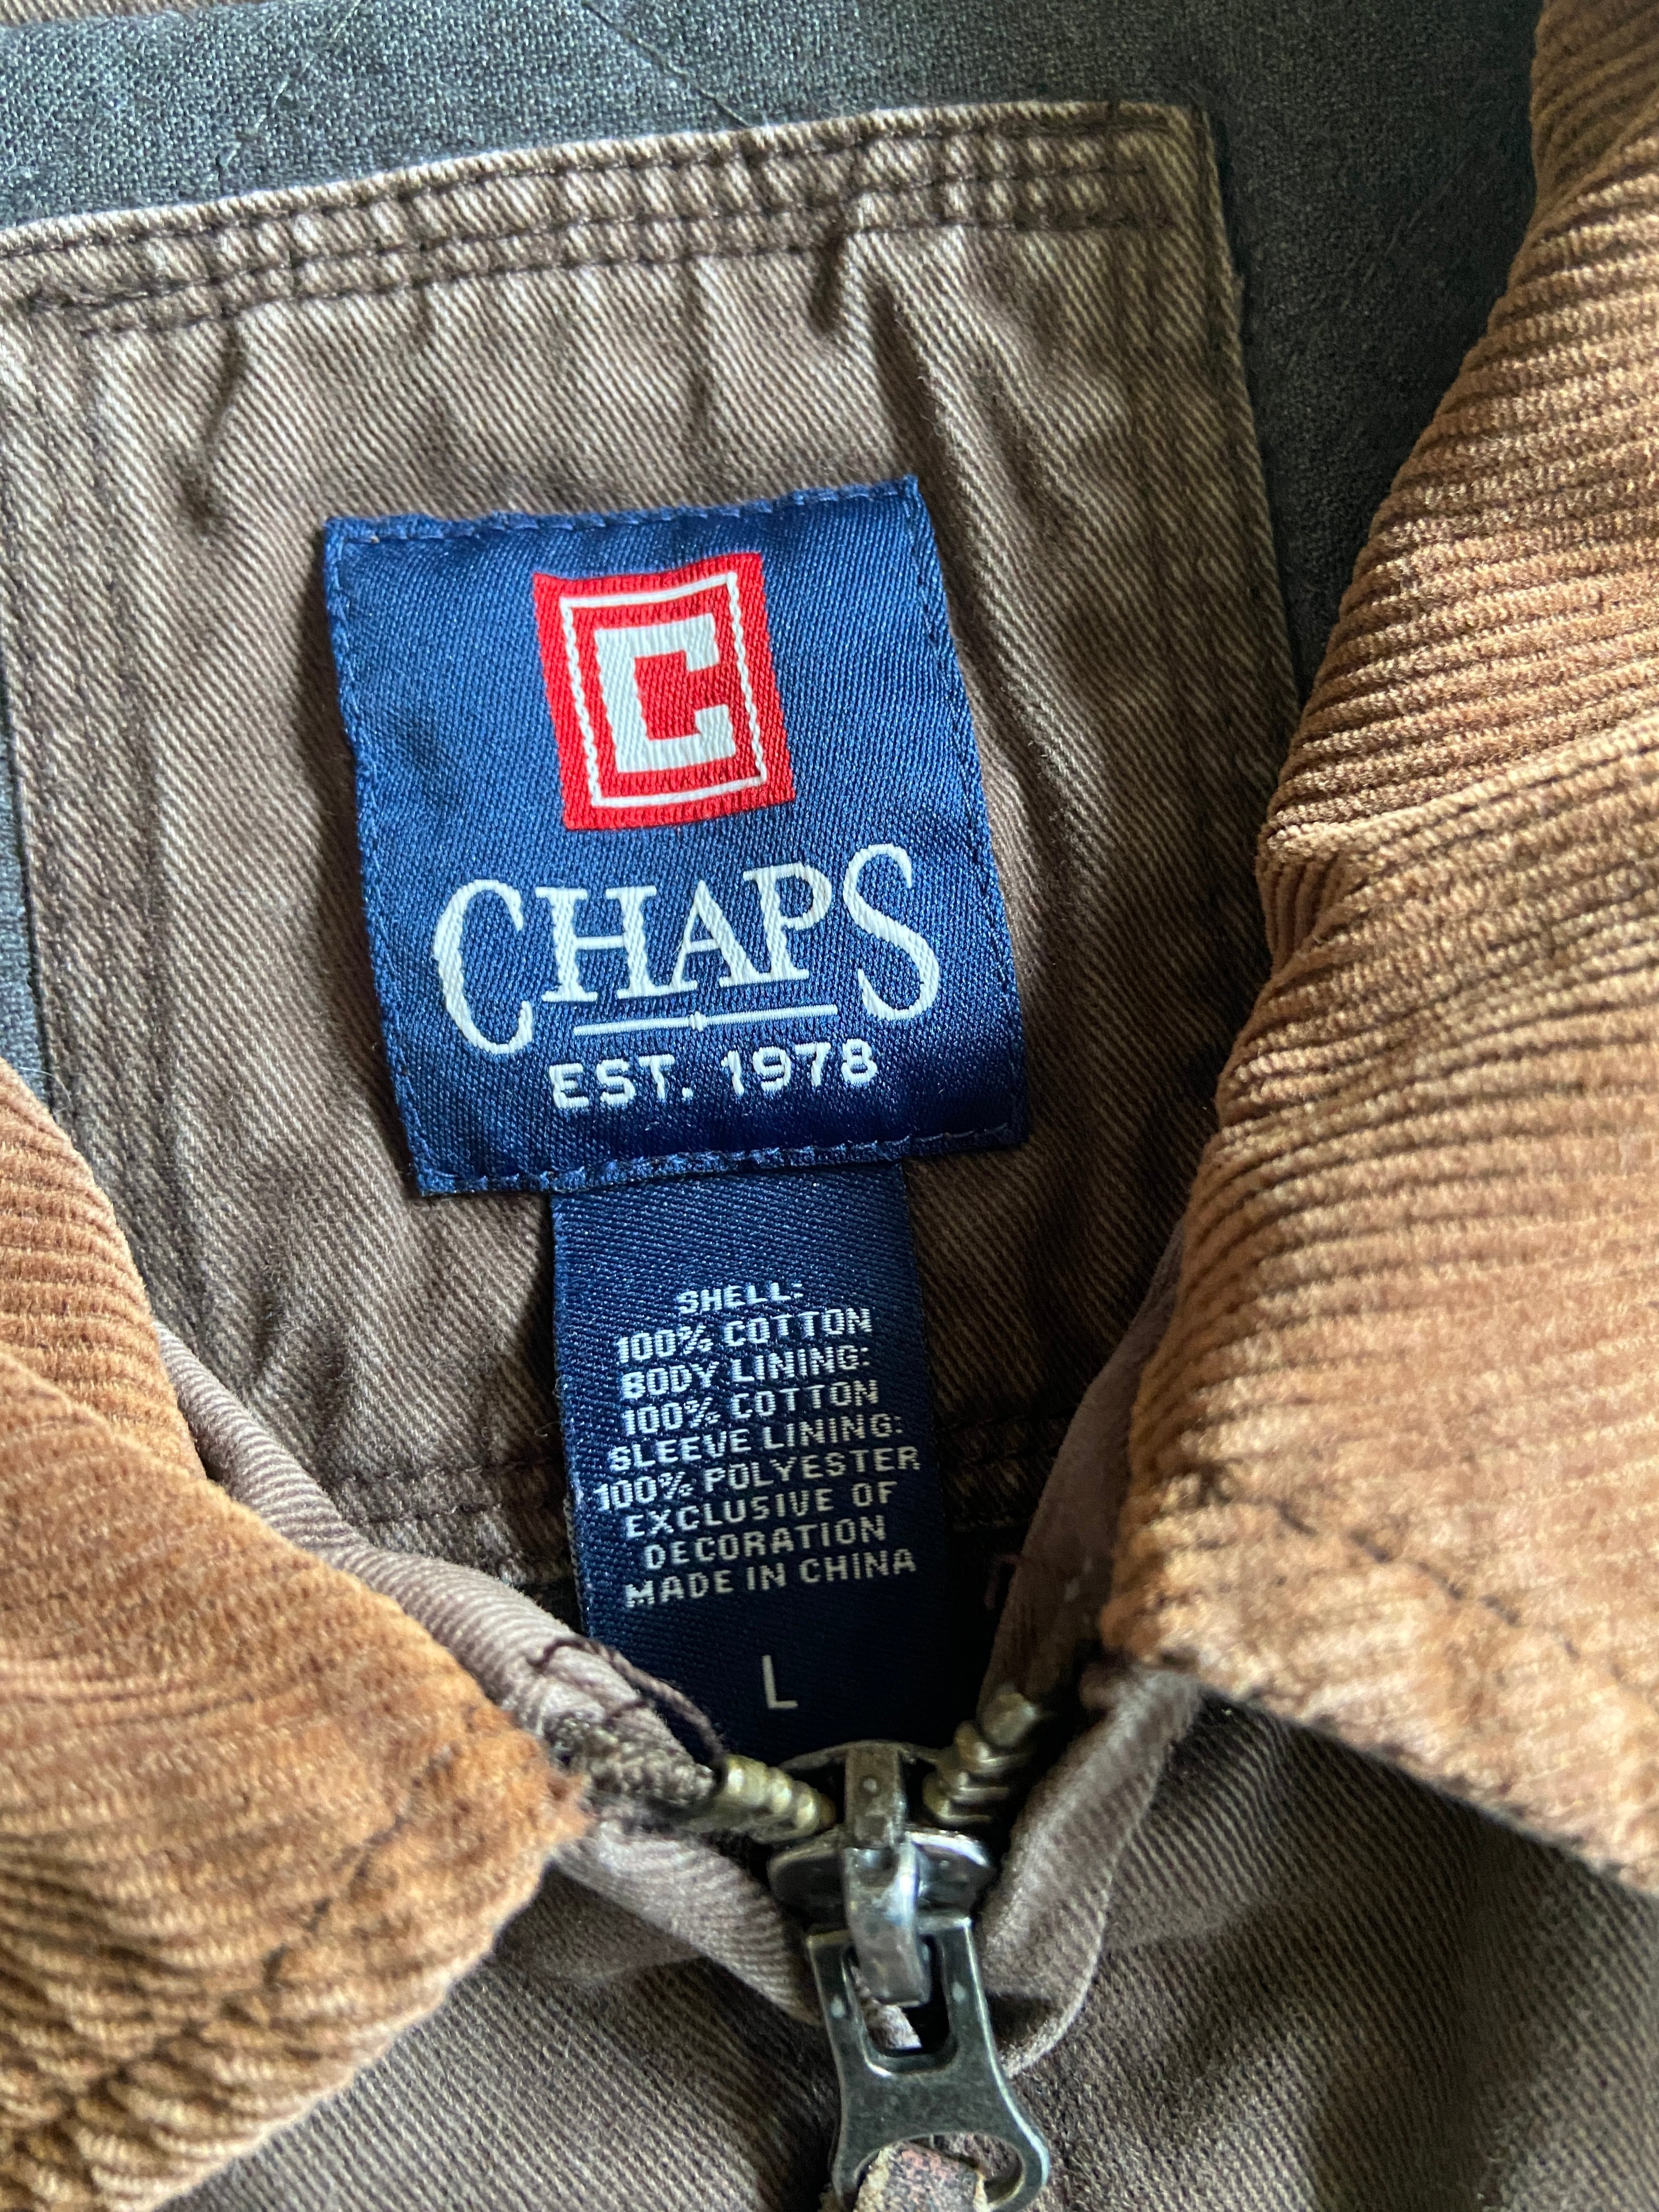 C
CHAPS
EST. 1978
SHELL:
100% COTTON
BODY LINING:
100% COTTON
SLEEVE LINING:
100% POLYESTER
EXCLUSIVE OF
DECORATION
MADE IN CHINA
L